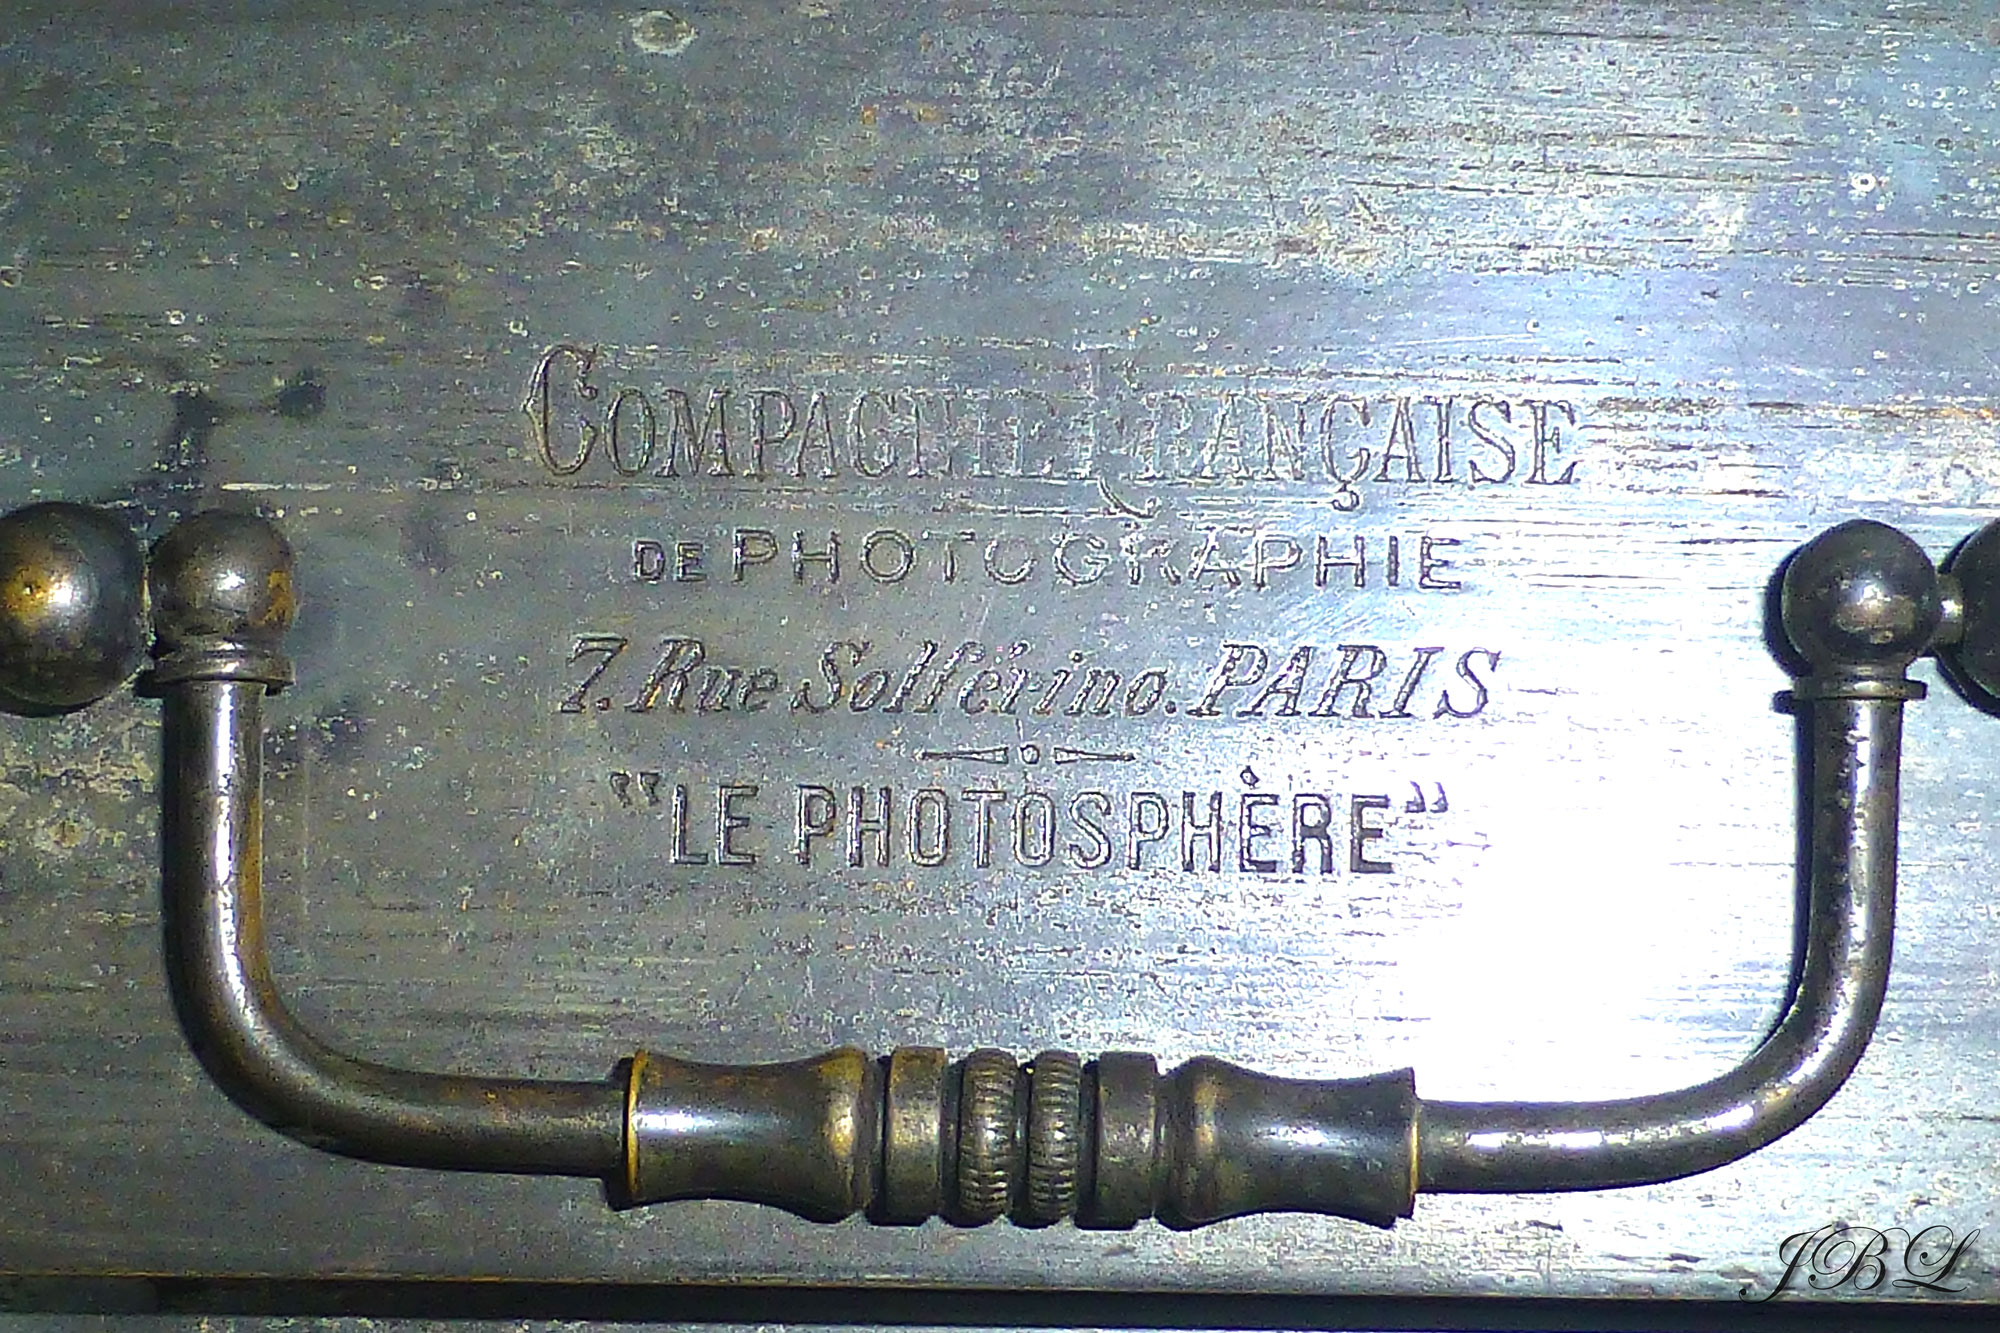 COMPAGNIE FRANÇAISE
DE PHOTOGRAPHIE
7. Rue Solférino. PARIS
"LE PHOTOSPHÈRE"
JBL